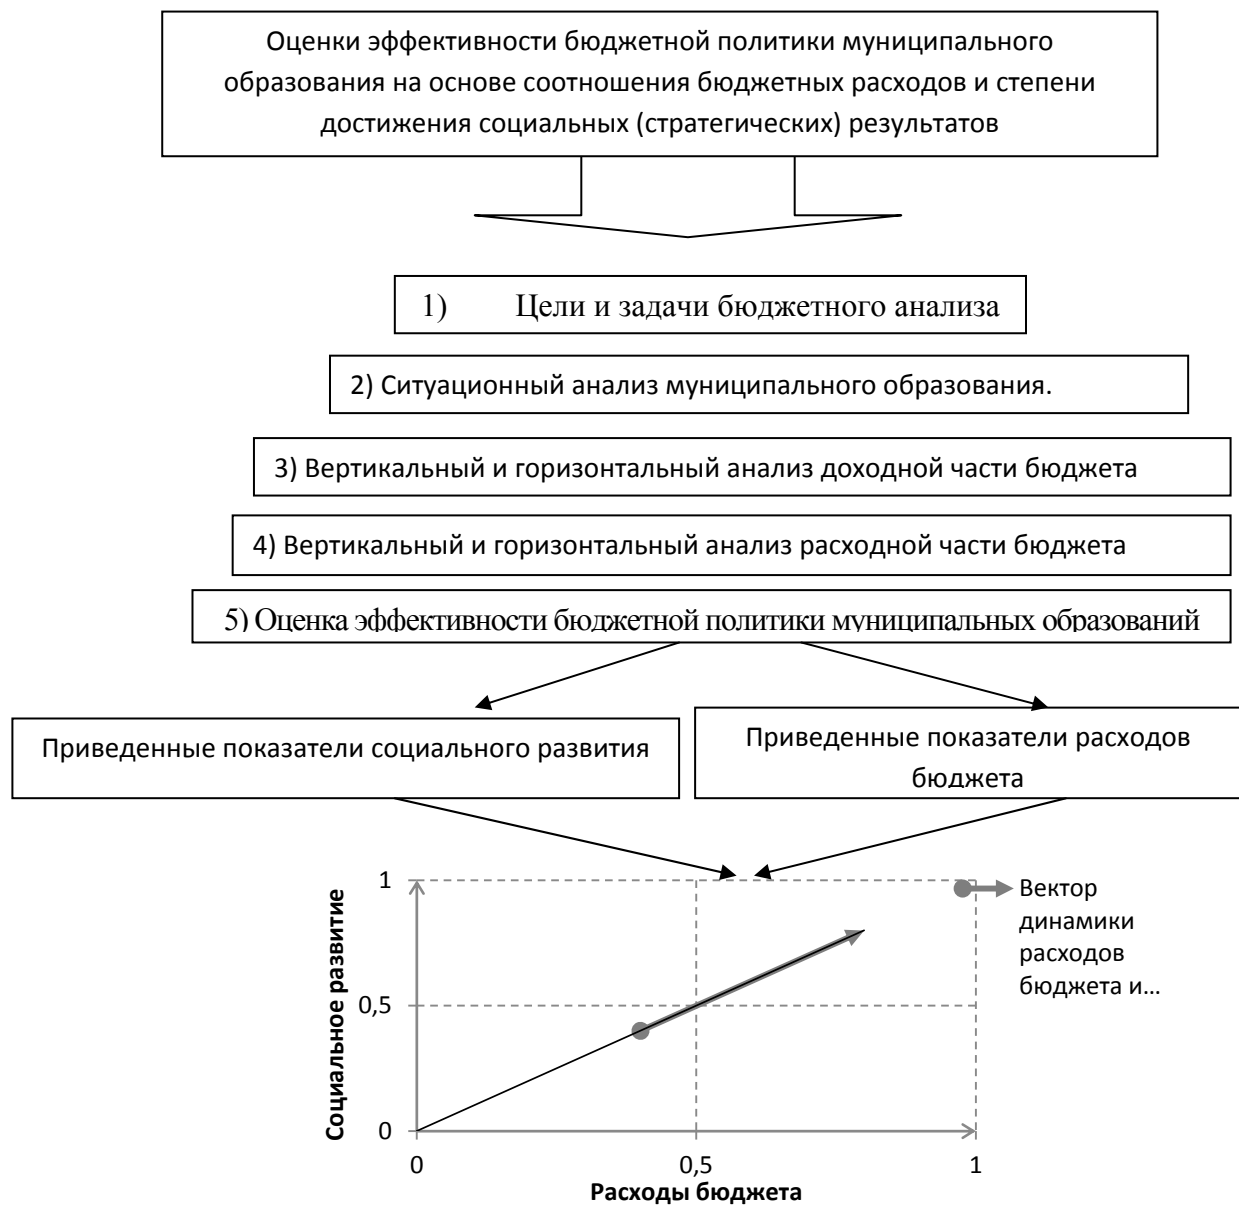 Оценки эффективности бюджетной политики муниципального
образования на основе соотношения бюджетных расходов и степени
достижения социальных (стратегических) результатов
1) Цели и задачи бюджетного анализа
2) Ситуационный анализ муниципального образования.
3) Вертикальный и горизонтальный анализ доходной части бюджета
4) Вертикальный и горизонтальный анализ расходной части бюджета
5) Оценка эффективности бюджетной политики муниципальных образований
Приведенные показатели социального развития
Приведенные показатели расходов
бюджета
Социальное развитие
1
0,5
0
0
0,5
1
Расходы бюджета
Вектор
динамики
расходов
бюджета и...